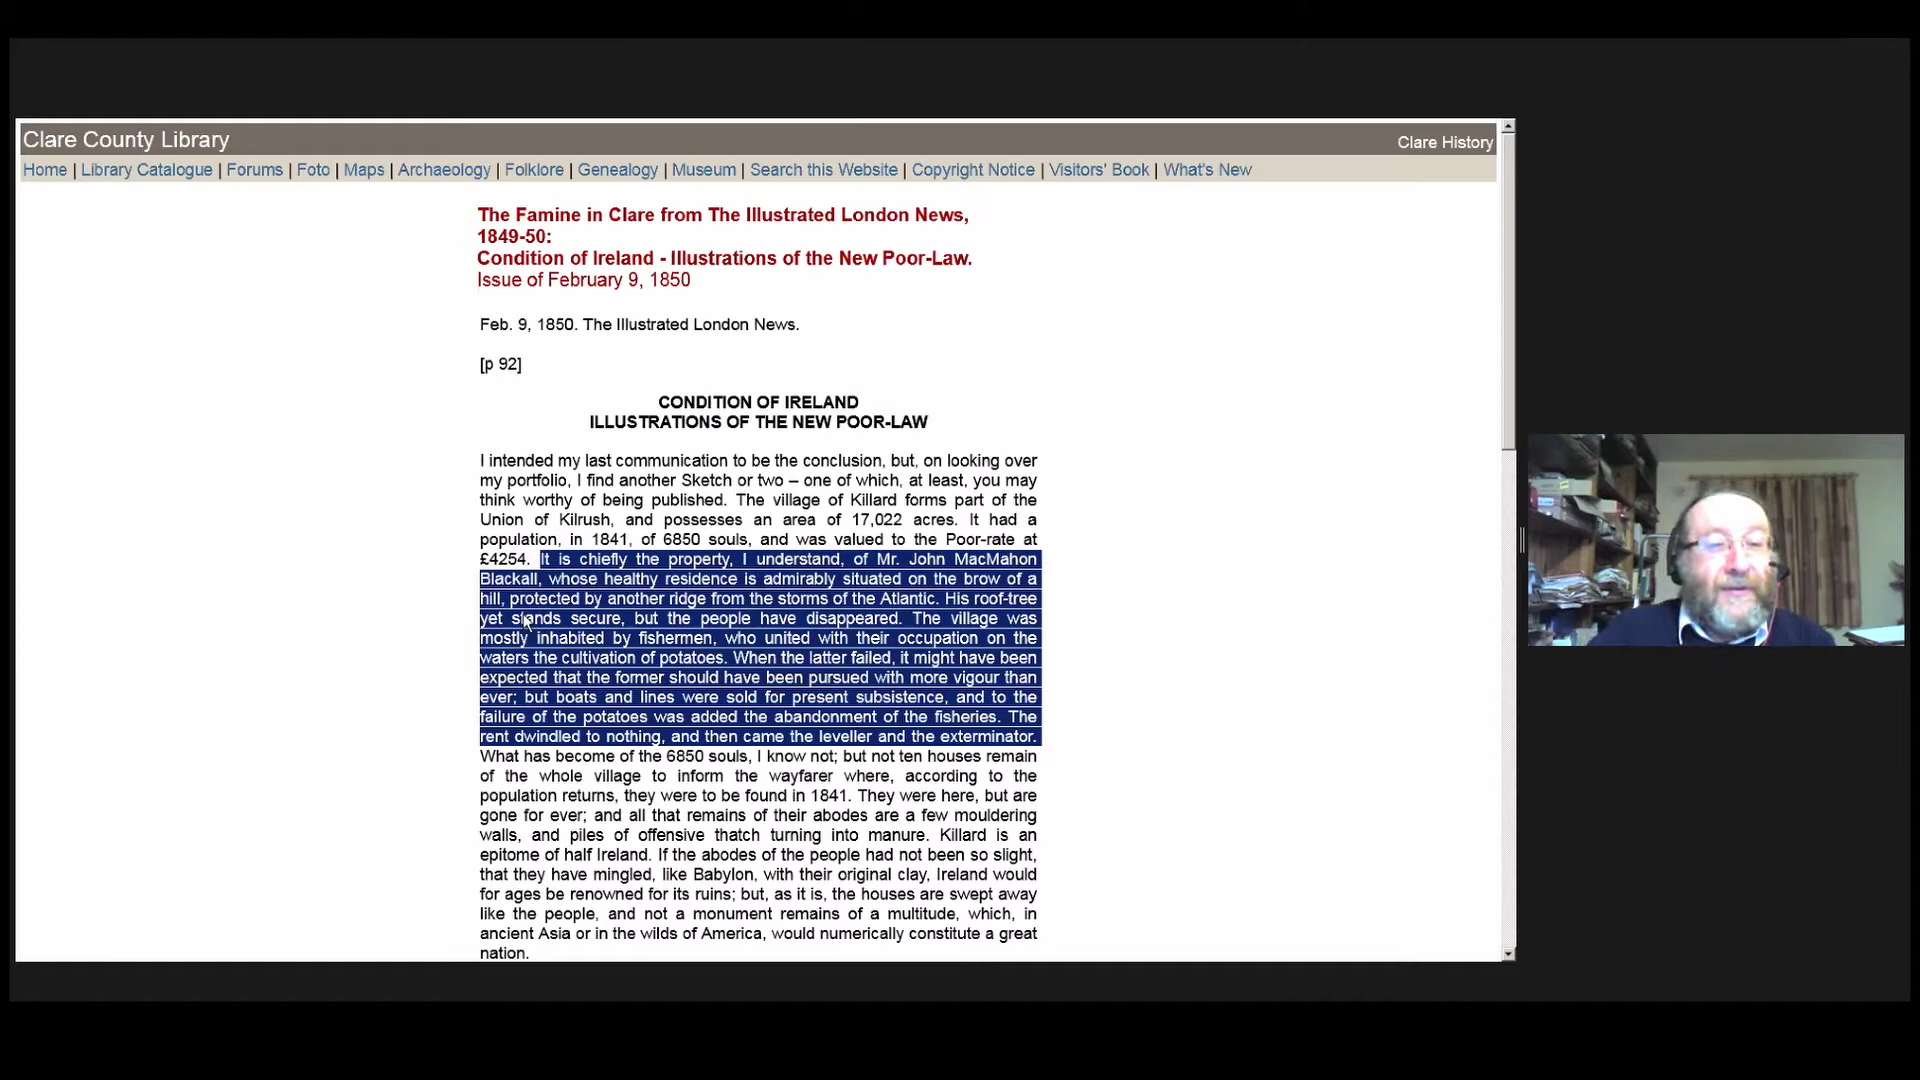 Clare County Library
Clare History
Home | Library Catalogue | Forums | Foto | Maps | Archaeology | Folklore | Genealogy | Museum | Search this Website | Copyright Notice | Visitors' Book | What's New
The Famine in Clare from The Illustrated London News,
1849-50:
Condition of Ireland - Illustrations of the New Poor-Law.
Issue of February 9, 1850
Feb. 9, 1850. The Illustrated London News.
[p 92]
CONDITION OF IRELAND
ILLUSTRATIONS OF THE NEW POOR-LAW
I intended my last communication to be the conclusion, but, on looking over
my portfolio, I find another Sketch or two – one of which, at least, you may
think worthy of being published. The village of Killard forms part of the
Union of Kilrush, and possesses an area of 17,022 acres. It had a
population, in 1841, of 6850 souls, and was valued to the Poor-rate at
£4254. It is chiefly the property, I understand, of Mr. John MacMahon
Blackall, whose healthy residence is admirably situated on the brow of a
hill, protected by another ridge from the storms of the Atlantic. His roof-tree
yet stands secure, but the people have disappeared. The village was
mostly inhabited by fishermen, who united with their occupation on the
waters the cultivation of potatoes. When the latter failed, it might have been
expected that the former should have been pursued with more vigour than
ever; but boats and lines were sold for present subsistence, and to the
failure of the potatoes was added the abandonment of the fisheries. The
rent dwindled to nothing, and then came the leveller and the exterminator.
What has become of the 6850 souls, I know not; but not ten houses remain
of the whole village to inform the wayfarer where, according to the
population returns, they were to be found in 1841. They were here, but are
gone for ever; and all that remains of their abodes are a few mouldering
walls, and piles of offensive thatch turning into manure. Killard is an
epitome of half Ireland. If the abodes of the people had not been so slight,
that they have mingled, like Babylon, with their original clay, Ireland would
for ages be renowned for its ruins; but, as it is, the houses are swept away
like the people, and not a monument remains of a multitude, which, in
ancient Asia or in the wilds of America, would numerically constitute a great
nation.